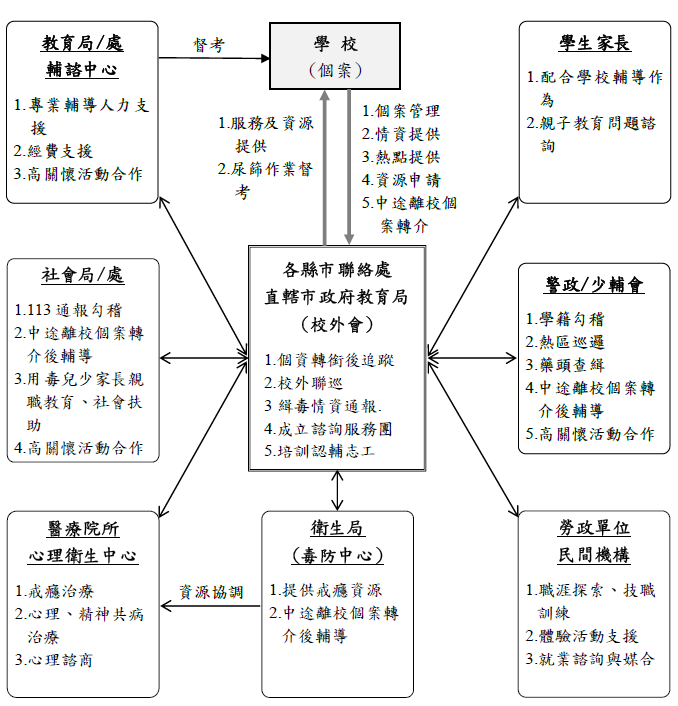 教育局/處
輔諮中心
1.專業輔導人力支
援
2.經費支援
3.高關懷活動合作
督考
學 校
（個案）
1.服務及資源
提供
2.尿篩作業督
考
1.個案管理
2.情資提供
3.熱點提供
4.資源申請
5.中途離校個
案轉介
學生家長
1.配合學校輔導作
為
2.親子教育問題諮
詢
社會局/處
1.113 通報勾稽
2.中途離校個案轉
介後輔導
3.用毒兒少家長親
職教育、社會扶
助
4.高關懷活動合作
各縣市聯絡處
直轄市政府教育局
（校外會）
1.個資轉銜後追蹤
2.校外聯巡
3 緝毒情資通報.
4.成立諮詢服務團
5.培訓認輔志工
警政/少輔會
1.學籍勾稽
2.熱區巡邏
3.藥頭查緝
4.中途離校個案轉
介後輔導
5.高關懷活動合作
醫療院所
心理衛生中心
1.戒癮治療
2.心理、精神共病
治療
3.心理諮商
資源協調
衛生局
（毒防中心）
1.提供戒癮資源
2.中途離校個案轉
介後輔導
勞政單位
民間機構
1.職涯探索、技職
訓練
2.體驗活動支援
3.就業諮詢與媒合